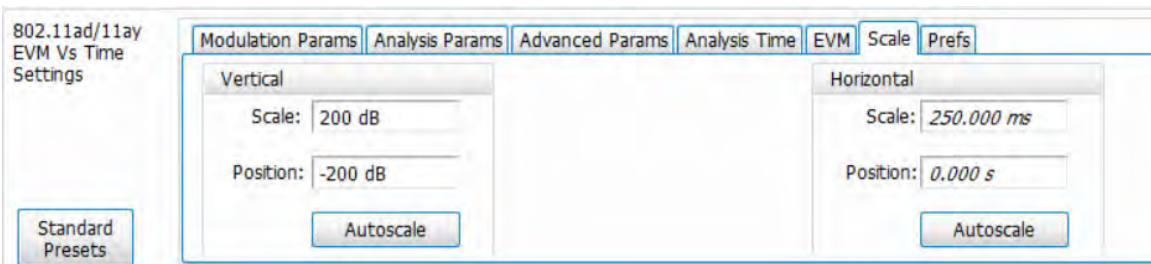 802.11ad/11ay
EVM Vs Time
Settings
Modulation Params Analysis Params Advanced Params Analysis Time EVM Scale Prefs
Vertical
Scale: 200 dB
Position: -200 dB
Autoscale
Horizontal
Scale: 250.000 ms
Position: 0.000 s
Autoscale
Standard
Presets